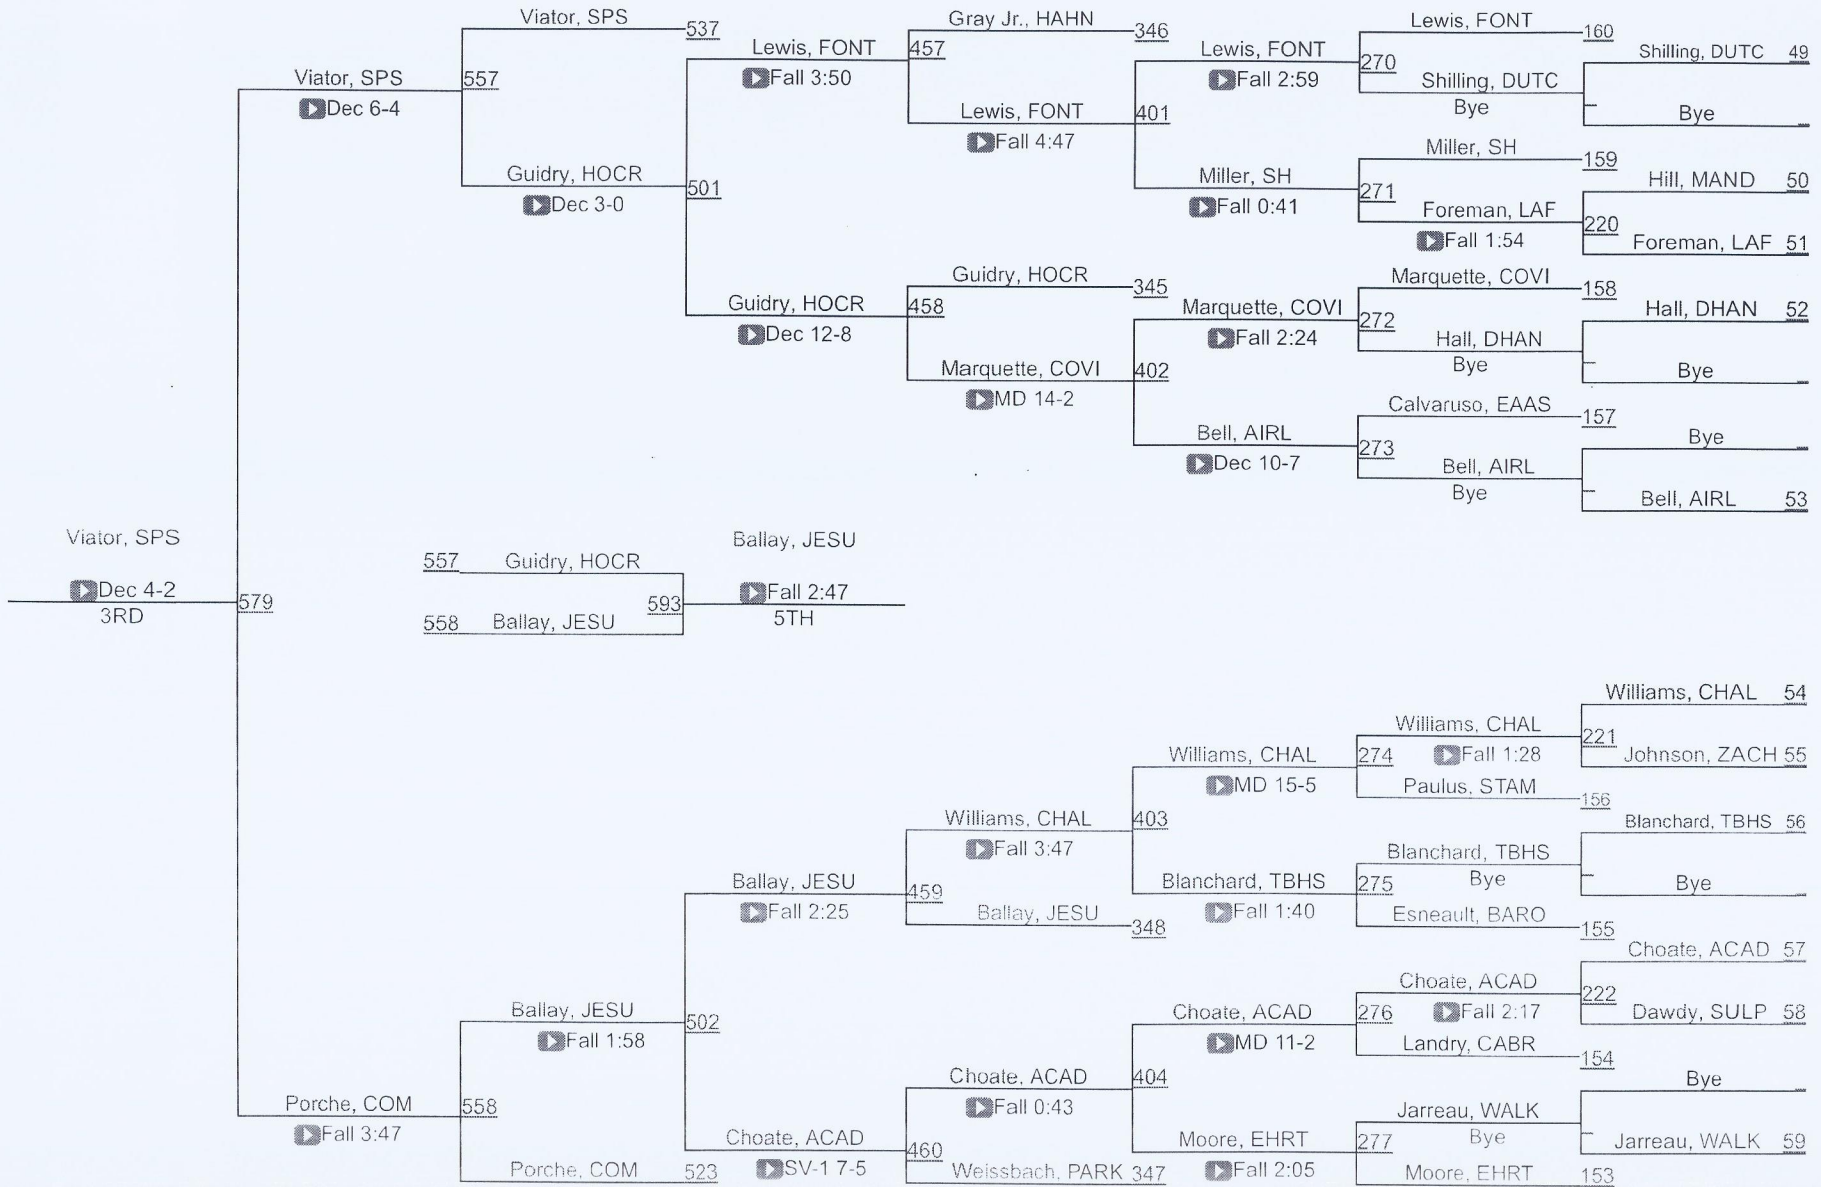 Viator, SPS
537
Gray Jr., HAHN
346
Lewis, FONT
160
Shilling, DUTC 49
Lewis, FONT
457
Fall 3:50
Lewis, FONT
270
Fall 2:59
Shilling, DUTC
Bye
Bye
Viator, SPS
557
Dec 6-4
Lewis, FONT
401
Fall 4:47
Miller, SH
159
Hill, MAND 50
Guidry, HOCR
501
Dec 3-0
Miller, SH
271
Fall 0:41
Foreman, LAF
220
Fall 1:54
Foreman, LAF 51
Guidry, HOCR
345
Marquette, COVI
158
Hall, DHAN 52
Guidry, HOCR
458
Dec 12-8
Marquette, COVI
272
Fall 2:24
Hall, DHAN
Bye
Bye
Marquette, COVI
402
MD 14-2
Calvaruso, EAAS
157
Bye
Bell, AIRL
273
Dec 10-7
Bell, AIRL
Bye
Bell, AIRL 53
Viator, SPS
Dec 4-2
3RD
579
557 Guidry, HOCR
593
558 Ballay, JESU
Ballay, JESU
Fall 2:47
5TH
Williams, CHAL 54
Williams, CHAL
221
Fall 1:28
Johnson, ZACH 55
Williams, CHAL
274
MD 15-5
Paulus, STAM
156
Williams, CHAL
403
Fall 3:47
Blanchard, TBHS 56
Blanchard, TBHS
Bye
Bye
Ballay, JESU
459
Fall 2:25
Blanchard, TBHS
275
Fall 1:40
Ballay, JESU
348
Esneault, BARO
155
Choate, ACAD 57
Ballay, JESU
502
Fall 1:58
Choate, ACAD
276
MD 11-2
Choate, ACAD
222
Fall 2:17
Dawdy, SULP 58
Landry, CABR
154
Bye
Choate, ACAD
404
Fall 0:43
Porche, COM
558
Fall 3:47
Jarreau, WALK
Bye
Jarreau, WALK 59
Choate, ACAD
460
SV-1 7-5
Moore, EHRT
277
Fall 2:05
Porche, COM
523
Weissbach, PARK 347
Moore, EHRT
153